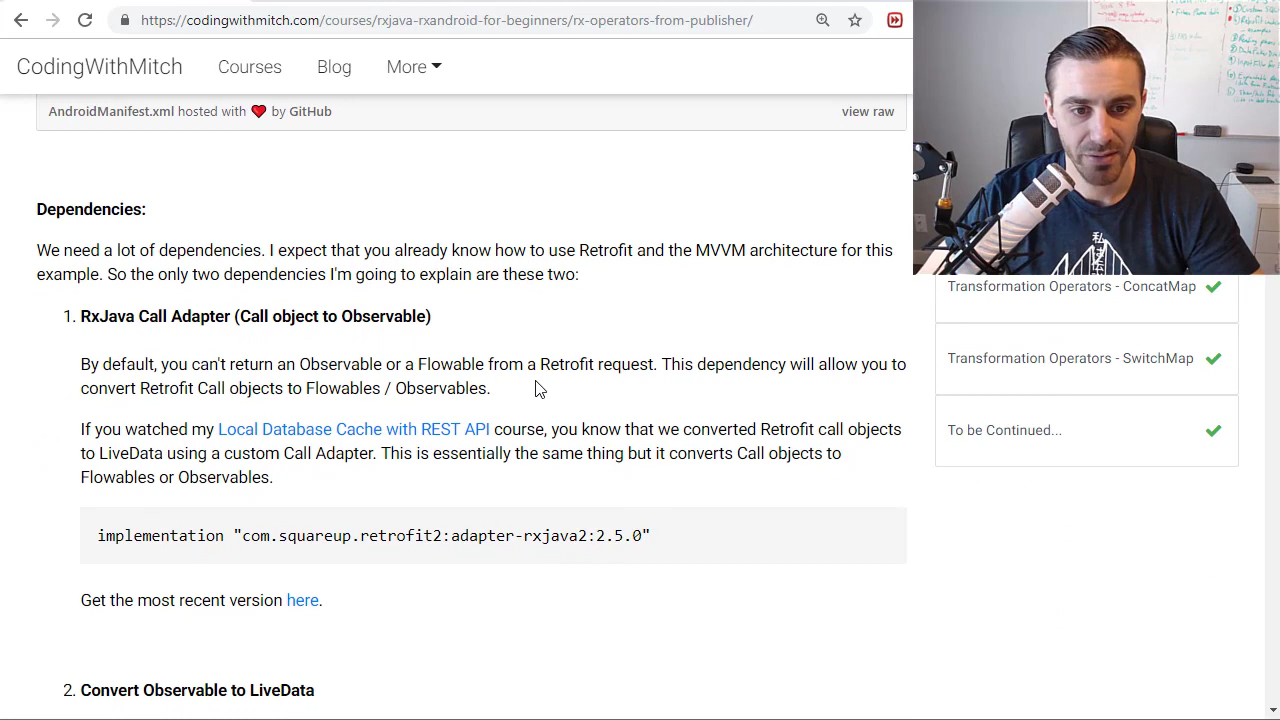 https://codingwithmitch.com/courses/rxjava-
android-for-beginners/rx-operators-from-publisher/
CodingWithMitch
Courses
Blog
More
AndroidManifest.xml hosted with ❤ by GitHub
view raw
Dependencies:
We need a lot of dependencies. I expect that you already know how to use Retrofit and the MVVM architecture for this
example. So the only two dependencies I'm going to explain are these two:
1. RxJava Call Adapter (Call object to Observable)
By default, you can't return an Observable or a Flowable from a Retrofit request. This dependency will allow you to
convert Retrofit Call objects to Flowables / Observables.
If you watched my Local Database Cache with REST API course, you know that we converted Retrofit call objects
to LiveData using a custom Call Adapter. This is essentially the same thing but it converts Call objects to
Flowables or Observables.
implementation "com.squareup.retrofit2:adapter-rxjava2:2.5.0"
Get the most recent version here.
2. Convert Observable to LiveData
Transformation Operators - ConcatMap
Transformation Operators - SwitchMap
To be Continued...